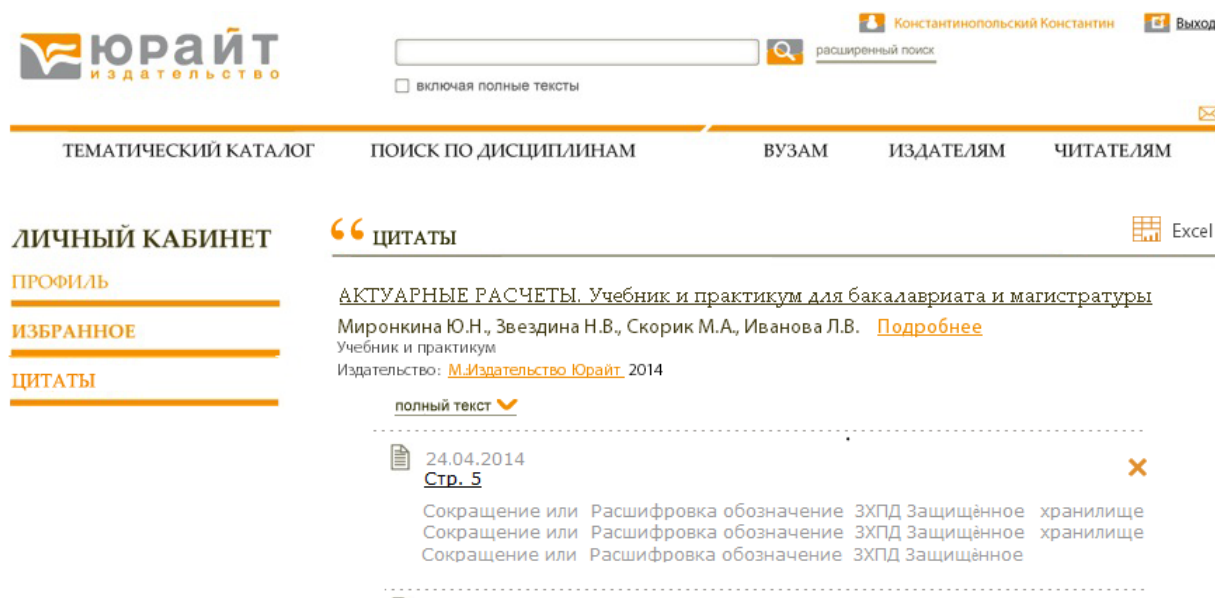 Константинопольский Константин Выход
юрайт
издательство
расширенный поиск
включая полные тексты
ТЕМАТИЧЕСКИЙ КАТАЛОГ ПОИСК ПО ДИСЦИПЛИНАМ ВУЗАМ ИЗДАТЕЛЯМ ЧИТАТЕЛЯМ
ЛИЧНЫЙ КАБИНЕТ
ПРОФИЛЬ
ИЗБРАННОЕ
ЦИТАТЫ
ЦИТАТЫ Excel
АКТУАРНЫЕ РАСЧЕТЫ. Учебник и практикум для бакалавриата и магистратуры
Миронкина Ю.Н., Звездина Н.В., Скорик М.А., Иванова Л.В. Подробнее
Учебник и практикум
Издательство: М.:Издательство Юрайт 2014
полный текст
24.04.2014
Стр. 5
Сокращение или Расшифровка обозначение ЗХПД Защищённое хранилище
Сокращение или Расшифровка обозначение ЗХПД Защищённое хранилище
Сокращение или Расшифровка обозначение ЗХПД Защищённое